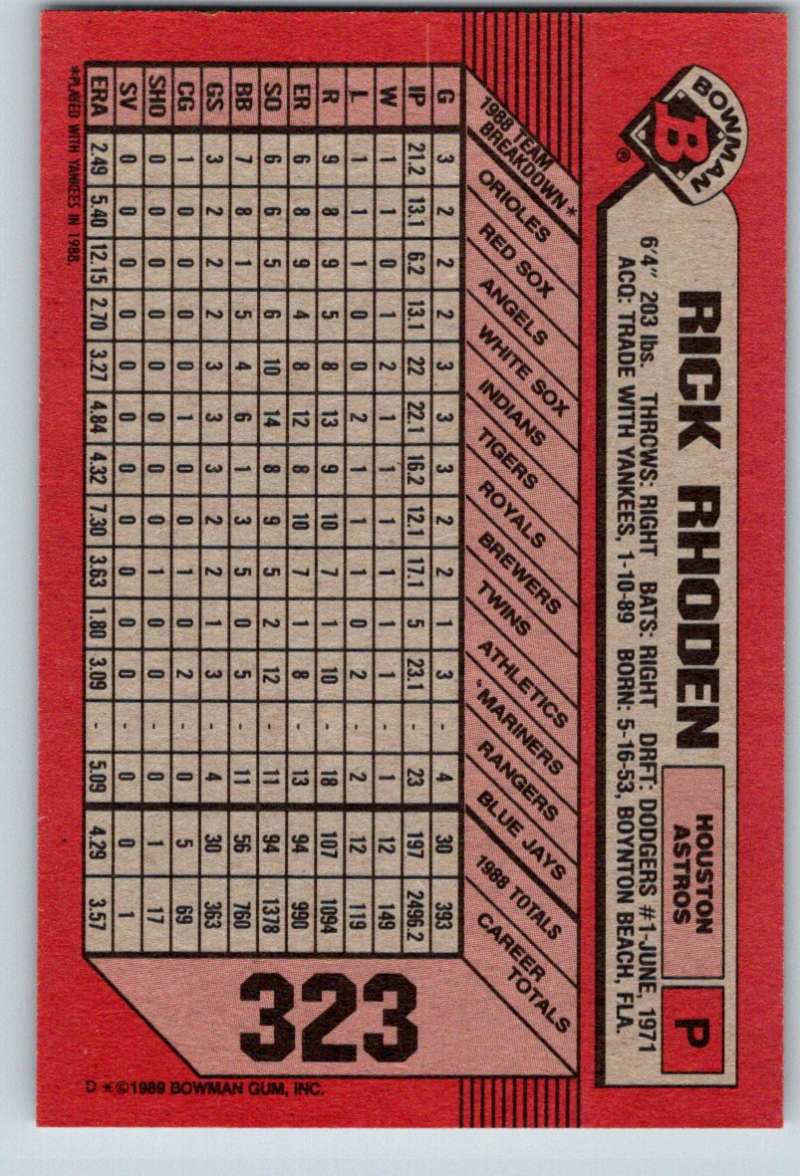 BOWMAN
B
®
RICK RHODEN
HOUSTON
ASTROS
P
6'4" 203 lbs. THROWS: RIGHT BATS: RIGHT DRFT: DODGERS #1-JUNE, 1971
ACQ: TRADE WITH YANKEES, 1-10-89 BORN: 5-16-53, BOYNTON BEACH, FLA.
1988 TEAM
BREAKDOWN*
ORIOLES
RED SOX
ANGELS
WHITE SOX
INDIANS
TIGERS
ROYALS
BREWERS
TWINS
ATHLETICS
MARINERS
RANGERS
BLUE JAYS
1988 TOTALS
CAREER
TOTALS
G 3 2 2 2 3 3 3 2 2 1 3 - 4 30 393
IP 21.2 13.1 6.2 13.1 22 22.1 16.2 12.1 17.1 5 23.1 - 23 197 2496.2
W 1 1 0 1 2 1 1 1 1 1 1 - 1 12 149
L 1 1 1 0 0 2 1 1 1 0 2 - 2 12 119
R 9 8 9 5 8 13 9 10 7 1 10 - 18 107 1094
ER 6 8 9 4 8 12 8 10 7 1 8 - 13 94 990
SO 6 6 5 6 10 14 8 9 5 2 12 - 11 94 1378
BB 7 8 1 5 4 6 1 3 5 0 5 - 11 56 760
GS 3 2 2 2 3 3 3 2 2 1 3 - 4 30 363
CG 1 0 0 0 0 1 0 0 1 0 2 - 0 5 69
SHO 0 0 0 0 0 0 0 0 1 0 0 - 0 1 17
SV 0 0 0 0 0 0 0 0 0 0 0 - 0 0 1
ERA 2.49 5.40 12.15 2.70 3.27 4.84 4.32 7.30 3.63 1.80 3.09 - 5.09 4.29 3.57
*PLAYED WITH YANKEES IN 1988.
323
D *©1989 BOWMAN GUM, INC.